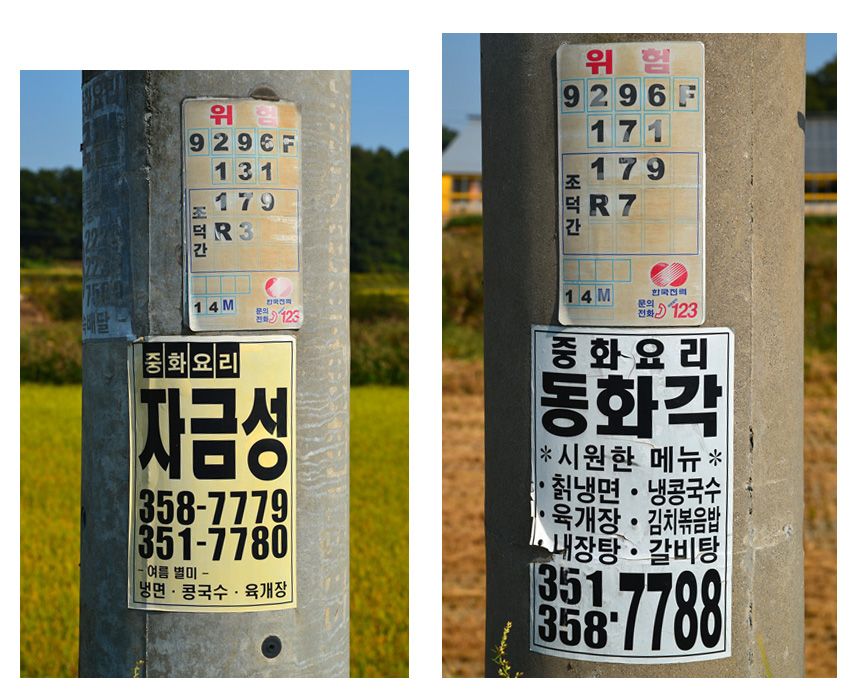 위 험
9296F
131
179
조덕간
R3
14M
한국전력
문의전화 123
중화요리
자금성
358-7779
351-7780
- 여름 별미 -
냉면 · 콩국수 · 육개장
위 험
9296F
171
179
조덕간
R7
14M
한국전력
문의전화 123
중화요리
동화각
*시원한 메뉴*
· 칡냉면 · 냉콩국수
· 육개장 · 김치볶음밥
내장탕 · 갈비탕
351
358-7788